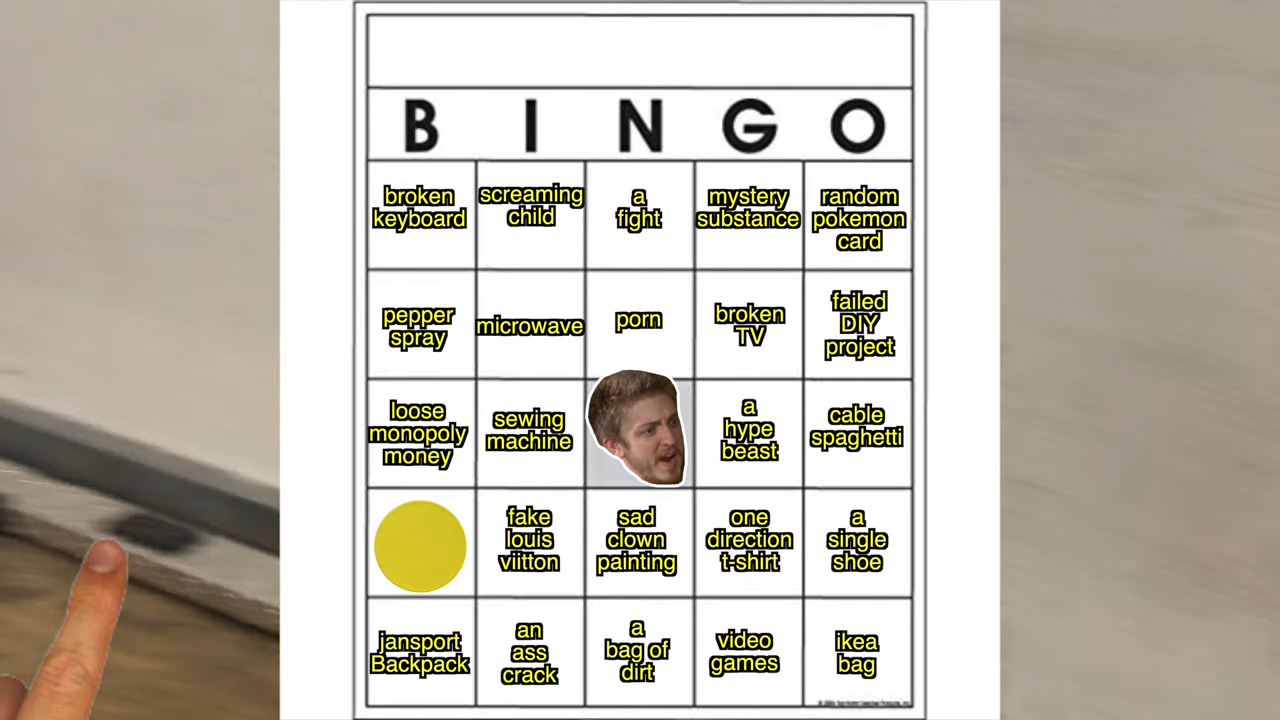 B I N G O
broken
keyboard
screaming
child
a
fight
mystery
substance
random
pokemon
card
pepper
spray
microwave
porn
broken
TV
failed
DIY
project
loose
monopoly
money
sewing
machine
a
hype
beast
cable
spaghetti
fake
louis
viitton
sad
clown
painting
one
direction
t-shirt
a
single
shoe
jansport
Backpack
an
ass
crack
a
bag of
dirt
video
games
ikea
bag